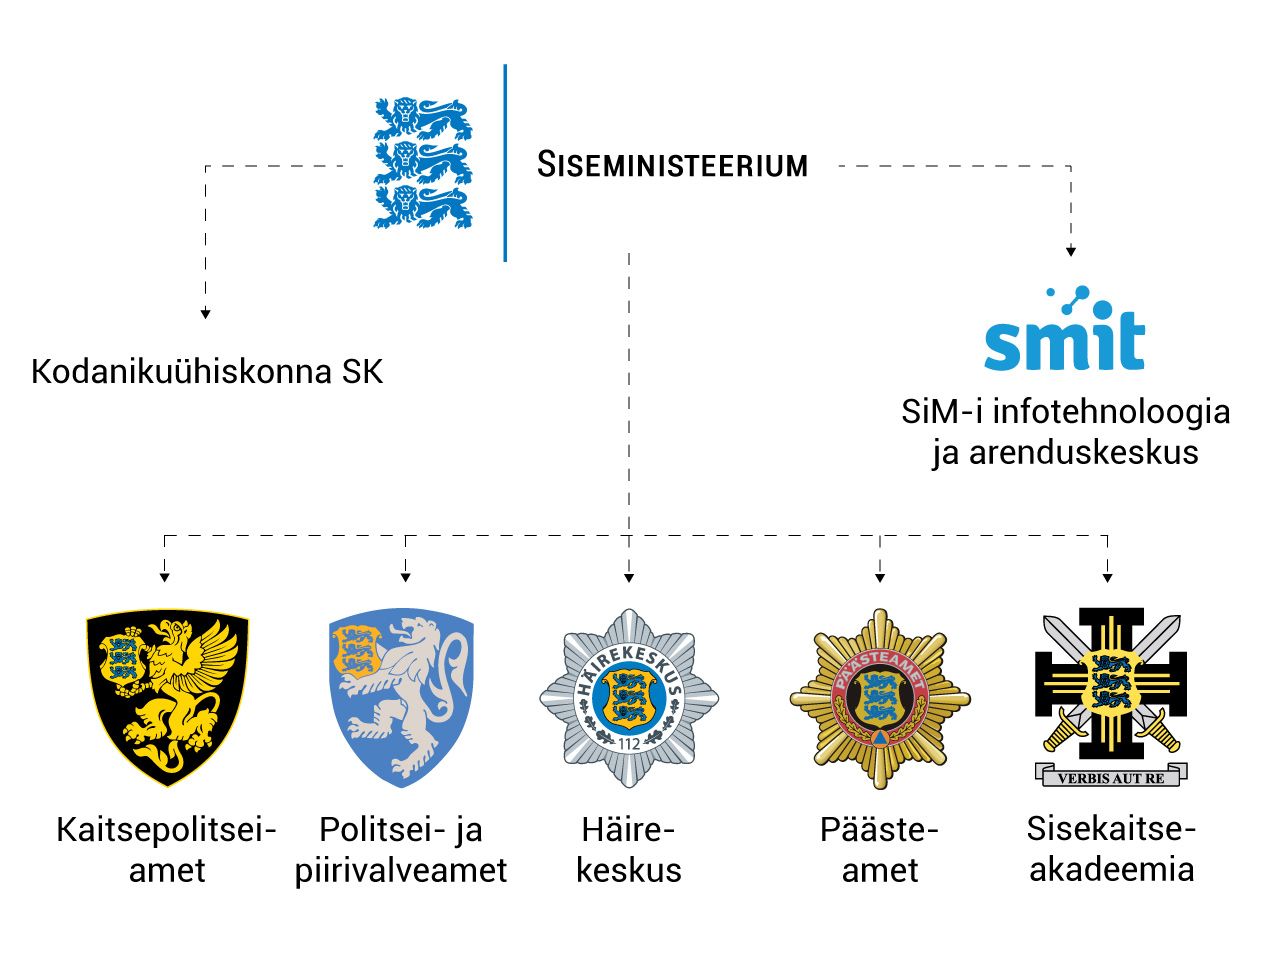 SISEMINISTEERIUM
Kodanikuühiskonna SK
smit
SiM-i infotehnoloogia
ja arenduskeskus
HÄIREKESKUS
112
PÄÄSTEAMET
VERBIS AUT RE
Kaitsepolitsei-
amet
Politsei- ja
piirivalveamet
Häire-
keskus
Pääste-
amet
Sisekaitse-
akadeemia